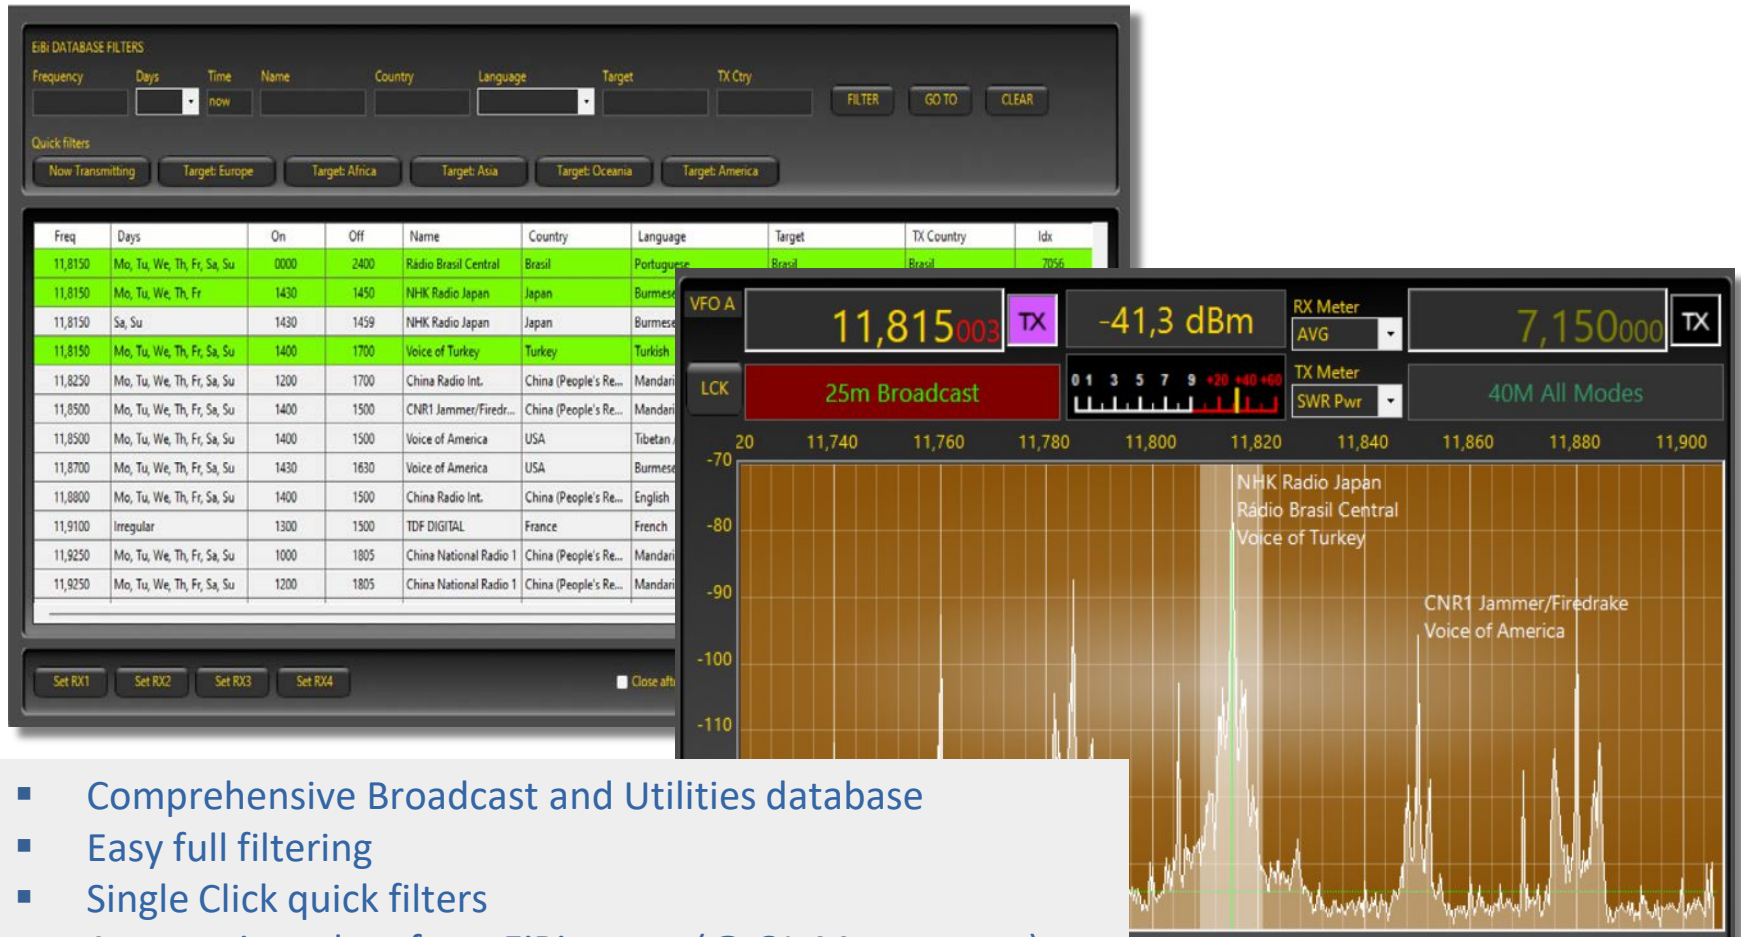 EiBi DATABASE FILTERS
Frequency Days Time Name Country Language Target TX Ctry
now FILTER GO TO CLEAR
Quick filters
Now Transmitting Target: Europe Target: Africa Target: Asia Target: Oceania Target: America
Freq Days On Off Name Country Language Target TX Country Idx
11,8150 Mo, Tu, We, Th, Fr, Sa, Su 0000 2400 Rádio Brasil Central Brasil Portuguese Brasil Brasil 7056
11,8150 Mo, Tu, We, Th, Fr 1430 1450 NHK Radio Japan Japan Burmese
11,8150 Sa, Su 1430 1459 NHK Radio Japan Japan Burmese
11,8150 Mo, Tu, We, Th, Fr, Sa, Su 1400 1700 Voice of Turkey Turkey Turkish
11,8250 Mo, Tu, We, Th, Fr, Sa, Su 1200 1700 China Radio Int. China (People's Re... Mandari
11,8500 Mo, Tu, We, Th, Fr, Sa, Su 1400 1500 CNR1 Jammer/Firedr... China (People's Re... Mandari
11,8500 Mo, Tu, We, Th, Fr, Sa, Su 1400 1500 Voice of America USA Tibetan
11,8700 Mo, Tu, We, Th, Fr, Sa, Su 1430 1630 Voice of America USA Burmese
11,8800 Mo, Tu, We, Th, Fr, Sa, Su 1400 1500 China Radio Int. China (People's Re... English
11,9100 Irregular 1300 1500 TDF DIGITAL France French
11,9250 Mo, Tu, We, Th, Fr, Sa, Su 1000 1805 China National Radio 1 China (People's Re... Mandari
11,9250 Mo, Tu, We, Th, Fr, Sa, Su 1200 1805 China National Radio 1 China (People's Re... Mandari
Set RX1 Set RX2 Set RX3 Set RX4 Close afte
VFO A 11,815003 TX -41,3 dBm RX Meter 7,150000 TX
AVG
LCK 25m Broadcast 0 1 3 5 7 9 +20 +40 +60 TX Meter 40M All Modes
SWR Pwr
20 11,740 11,760 11,780 11,800 11,820 11,840 11,860 11,880 11,900
-70
NHK Radio Japan
Rádio Brasil Central
-80
Voice of Turkey
-90
CNR1 Jammer/Firedrake
Voice of America
-100
-110
▪ Comprehensive Broadcast and Utilities database
▪ Easy full filtering
▪ Single Click quick filters